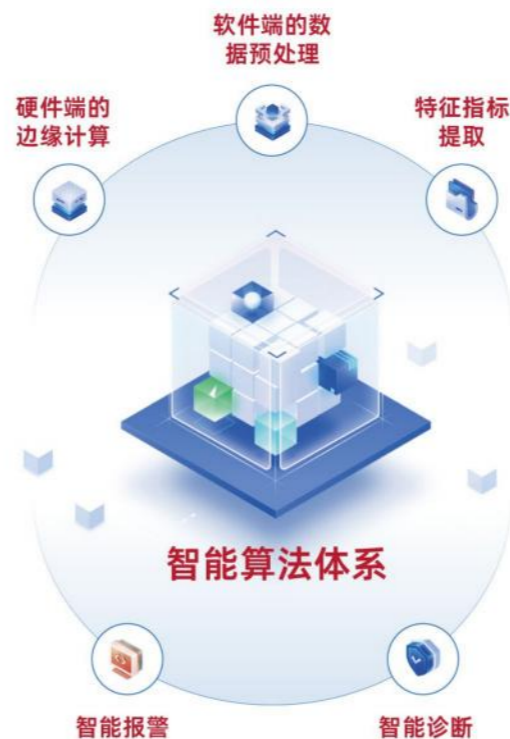 软件端的数
据预处理
硬件端的
边缘计算
特征指标
提取
智能算法体系
智能报警
智能诊断